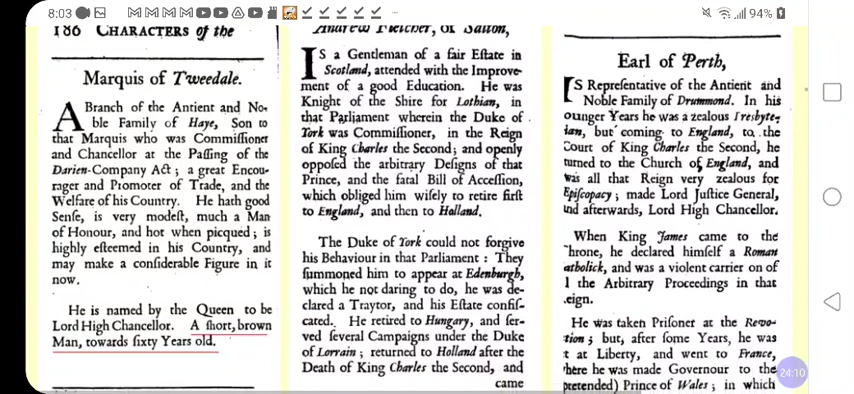 8:03
94%
186 CHARACTERS of the
Marquis of Tweedale.
A Branch of the Antient and No-
ble Family of Haye, Son to
that Marquis who was Commiſſioner
and Chancellor at the Paſſing of the
Darien-Company Act; a great Encou-
rager and Promoter of Trade, and the
Welfare of his Country. He hath good
Senſe, is very modeſt, much a Man
of Honour, and hot when picqued; is
highly eſteemed in his Country, and
may make a conſiderable Figure in it
now.
He is named by the Queen to be
Lord High Chancellor. A ſhort, brown
Man, towards ſixty Years old.
Andrew Fletcher, of Salton,
IS a Gentleman of a fair Eſtate in
Scotland, attended with the Improve-
ment of a good Education. He was
Knight of the Shire for Lothian, in
that Parliament wherein the Duke of
York was Commiſſioner, in the Reign
of King Charles the Second; and openly
oppoſed the arbitrary Deſigns of that
Prince, and the fatal Bill of Acceſſion,
which obliged him wiſely to retire firſt
to England, and then to Holland.
The Duke of York could not forgive
his Behaviour in that Parliament: They
ſummoned him to appear at Edenburgh,
which he not daring to do, he was de-
clared a Traytor, and his Eſtate confiſ-
cated. He retired to Hungary, and ſer-
ved ſeveral Campaigns under the Duke
of Lorrain; returned to Holland after the
Death of King Charles the Second, and
came
Earl of Perth,
IS Repreſentative of the Antient and
Noble Family of Drummond. In his
ounger Years he was a zealous Presbyte-
ian, but coming to England, to the
Court of King Charles the Second, he
turned to the Church of England, and
was all that Reign very zealous for
Epiſcopacy; made Lord Juſtice General,
and afterwards, Lord High Chancellor.
When King James came to the
Throne, he declared himſelf a Roman
atholick, and was a violent carrier on of
l the Arbitrary Proceedings in that
eign.
He was taken Priſoner at the Revo-
tion; but, after ſome Years, he was
t at Liberty, and went to France,
here he was made Governour to the
pretended) Prince of Wales; in which
24:10